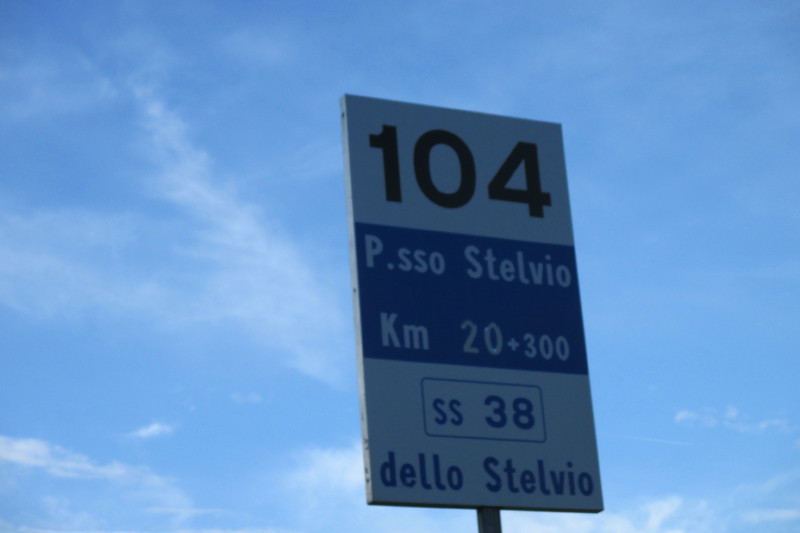 104
P.sso Stelvio
Km 20+300
SS 38
dello Stelvio